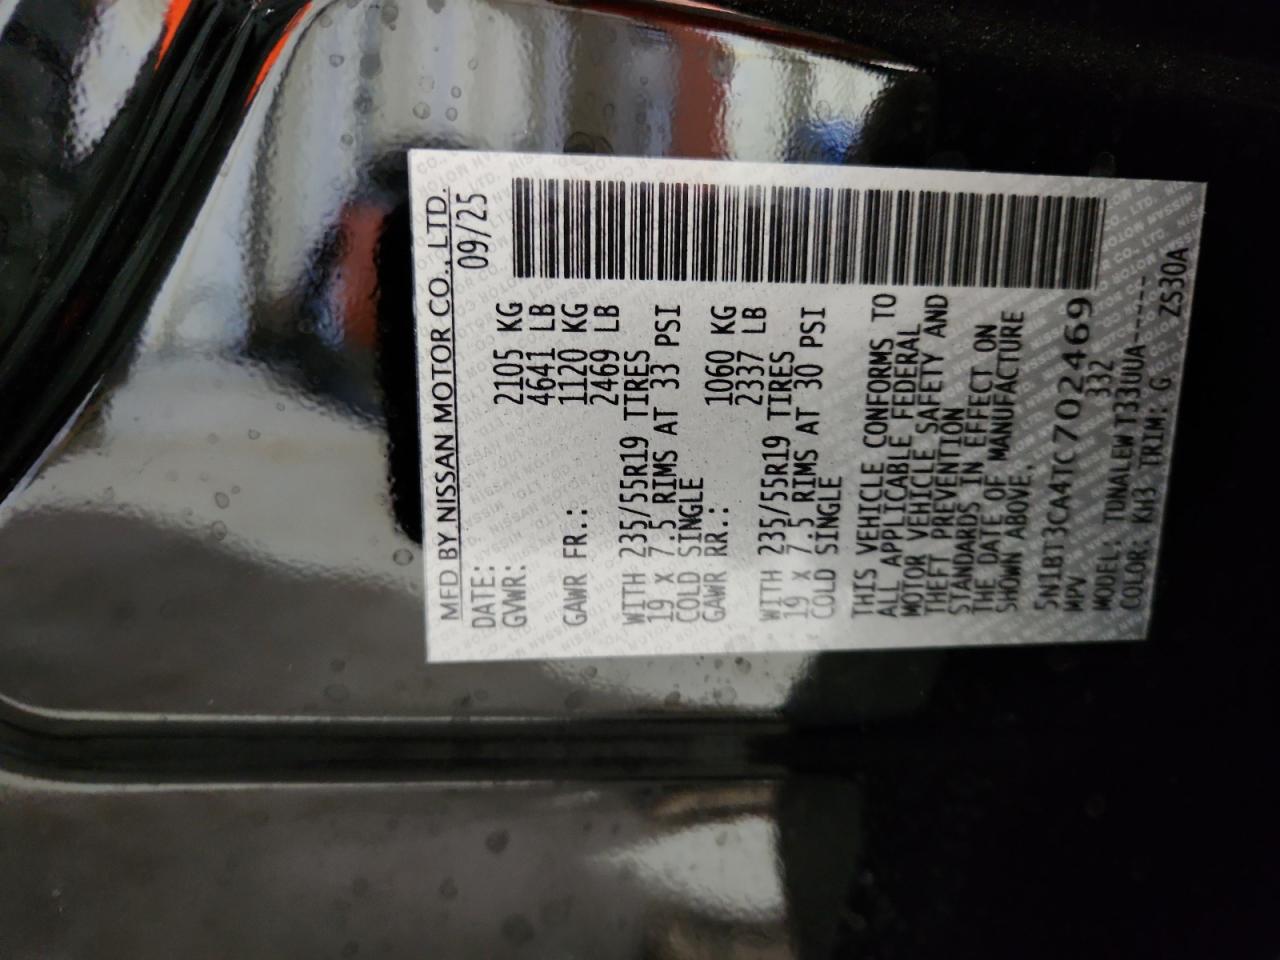 MFD BY NISSAN MOTOR CO., LTD.
DATE: 09/25
GVWR: 2105 KG
4641 LB
GAWR FR.: 1120 KG
2469 LB
WITH 235/55R19 TIRES
19 X 7.5 RIMS AT 33 PSI
COLD SINGLE
GAWR RR.: 1060 KG
2337 LB
WITH 235/55R19 TIRES
19 X 7.5 RIMS AT 30 PSI
COLD SINGLE
THIS VEHICLE CONFORMS TO
ALL APPLICABLE FEDERAL
MOTOR VEHICLE SAFETY AND
THEFT PREVENTION
STANDARDS IN EFFECT ON
THE DATE OF MANUFACTURE
SHOWN ABOVE.
5N1BT3CA4TC702469
MPV 332
MODEL: TUNALEWT33UUA-----
COLOR: KH3 TRIM: G ZS30A